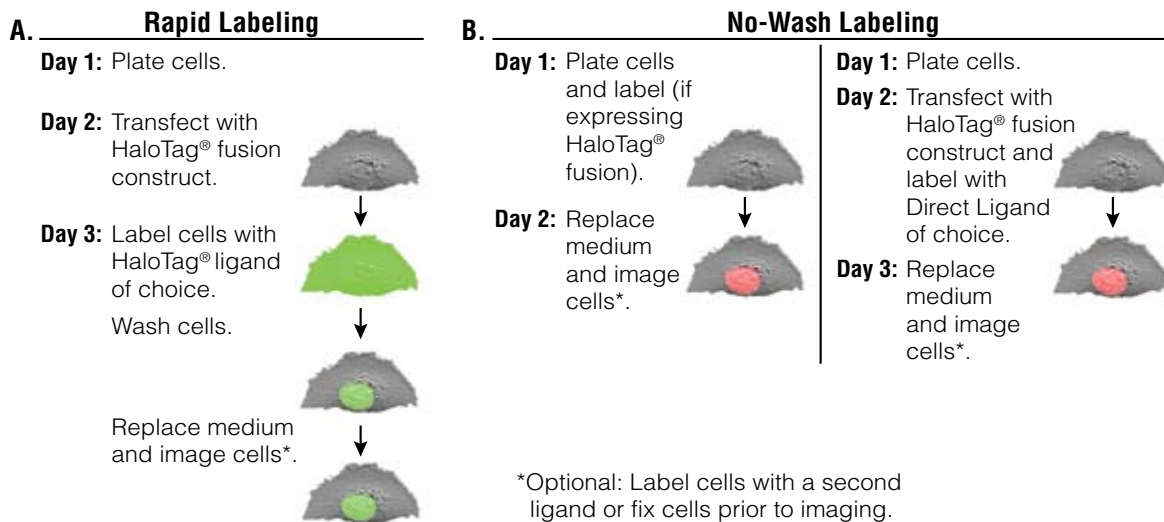 A. Rapid Labeling
Day 1: Plate cells.
Day 2: Transfect with
HaloTag® fusion
construct.
Day 3: Label cells with
HaloTag® ligand
of choice.
Wash cells.
Replace medium
and image cells*.
B. No-Wash Labeling
Day 1: Plate cells
and label (if
expressing
HaloTag®
fusion).
Day 2: Replace
medium
and image
cells*.
Day 1: Plate cells.
Day 2: Transfect with
HaloTag® fusion
construct and
label with
Direct Ligand
of choice.
Day 3: Replace
medium
and image
cells*.
*Optional: Label cells with a second
ligand or fix cells prior to imaging.